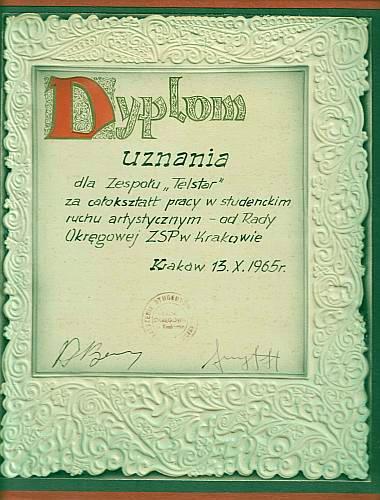 Dyplom
uznania
dla Zespołu „Telstar"
za całokształt pracy w studenckim
ruchu artystycznym – od Rady
Okręgowej ZSP w Krakowie
Kraków 13.X.1965r.